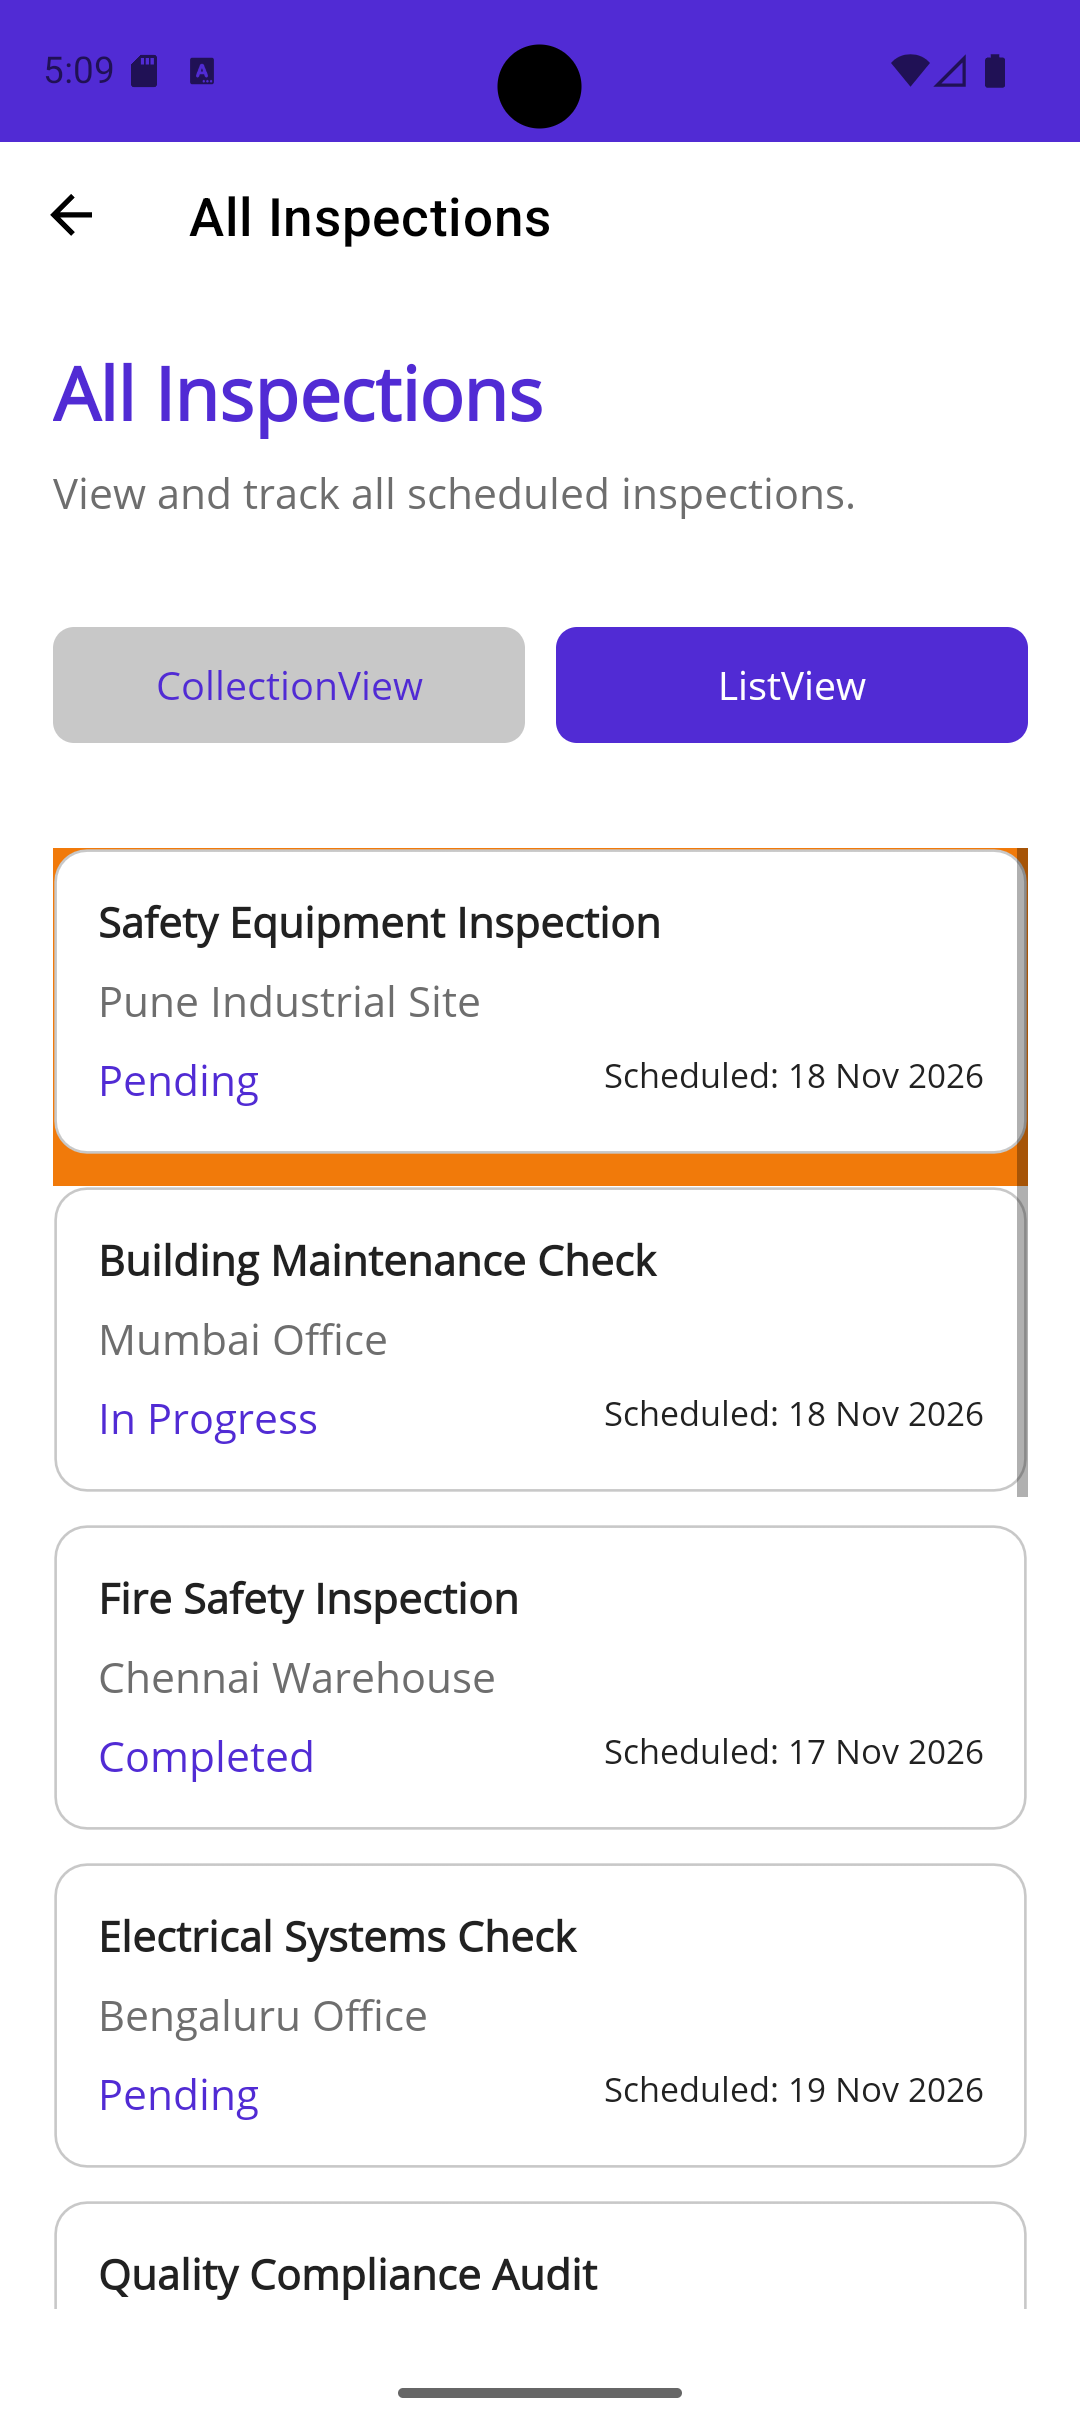 5:09
All Inspections
All Inspections
View and track all scheduled inspections.
CollectionView
ListView
Safety Equipment Inspection
Pune Industrial Site
Pending
Scheduled: 18 Nov 2026
Building Maintenance Check
Mumbai Office
In Progress
Scheduled: 18 Nov 2026
Fire Safety Inspection
Chennai Warehouse
Completed
Scheduled: 17 Nov 2026
Electrical Systems Check
Bengaluru Office
Pending
Scheduled: 19 Nov 2026
Quality Compliance Audit